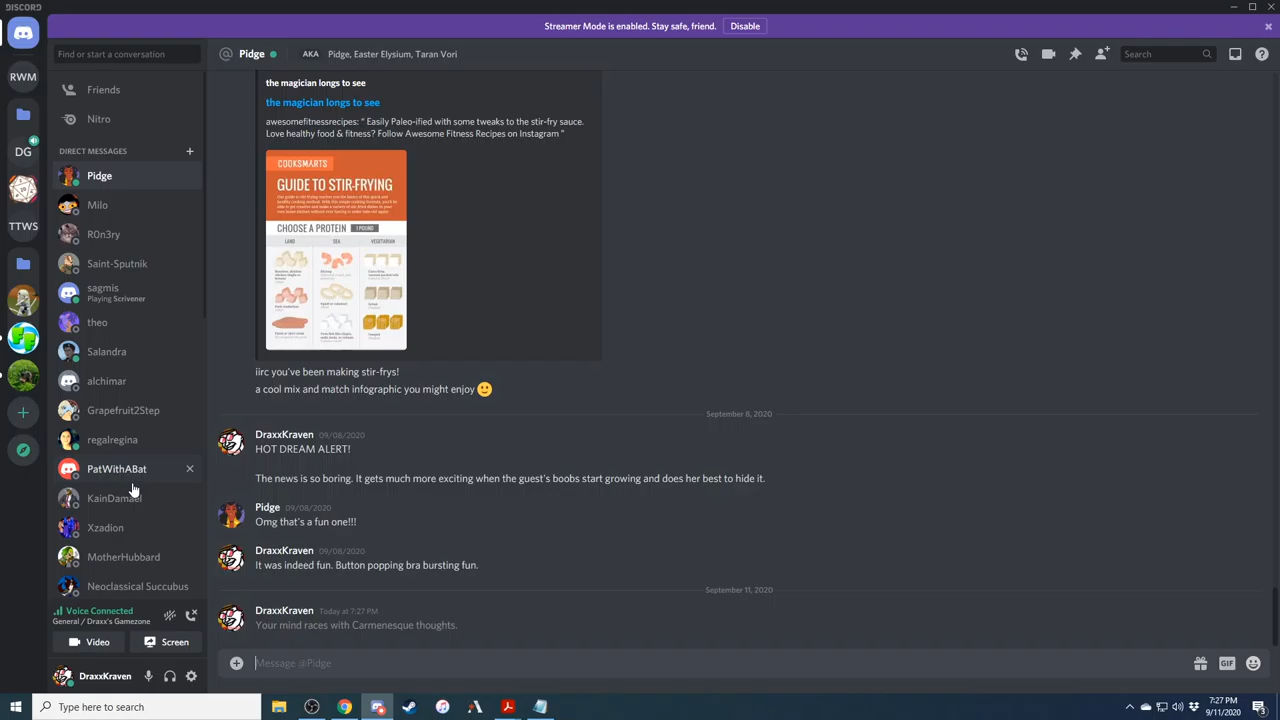 DISCORD
Streamer Mode is enabled. Stay safe, friend.
Disable
Find or start a conversation
Pidge
AKA
Pidge, Easter Elysium, Taran Vori
Search
RWM
DG
TTWS
Friends
Nitro
DIRECT MESSAGES
Pidge
MIlo
R0n3ry
Saint-Sputnik
sagmis
Playing Scrivener
theo
Salandra
alchimar
Grapefruit2Step
regalregina
PatWithABat
KainDamael
Xzadion
MotherHubbard
Neoclassical Succubus
Voice Connected
General / Draxx's Gamezone
Video
Screen
DraxxKraven
the magician longs to see
the magician longs to see
awesomefitnessrecipes: " Easily Paleo-ified with some tweaks to the stir-fry sauce.
Love healthy food & fitness? Follow Awesome Fitness Recipes on Instagram "
COOKSMARTS
GUIDE TO STIR-FRYING
CHOOSE A PROTEIN
1 POUND
LAND
SEA
VEGETARIAN
iirc you've been making stir-frys!
a cool mix and match infographic you might enjoy
September 8, 2020
DraxxKraven 09/08/2020
HOT DREAM ALERT!
The news is so boring. It gets much more exciting when the guest's boobs start growing and does her best to hide it.
Pidge 09/08/2020
Omg that's a fun one!!!
DraxxKraven 09/08/2020
It was indeed fun. Button popping bra bursting fun.
September 11, 2020
DraxxKraven Today at 7:27 PM
Your mind races with Carmenesque thoughts.
Message @Pidge
GIF
Type here to search
7:27 PM
9/11/2020